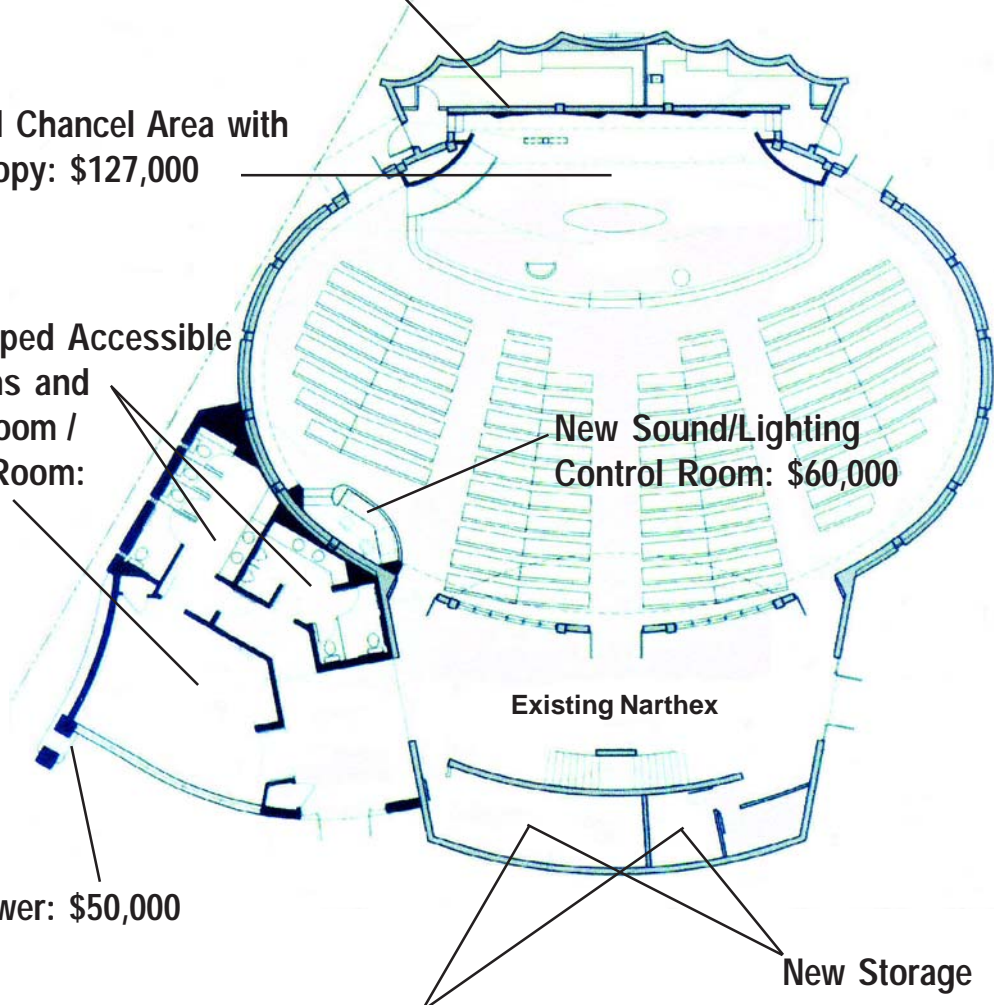 Chancel Area with
opy: $127,000
ped Accessible
ns and
oom /
Room:
New Sound/Lighting
Control Room: $60,000
Existing Narthex
wer: $50,000
New Storage